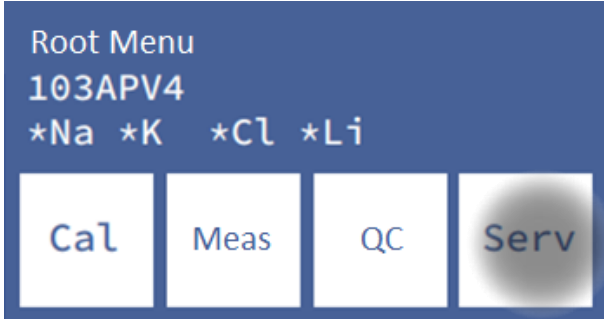 Root Menu
103APV4
*Na *K  *Cl *Li
Cal Meas QC Serv